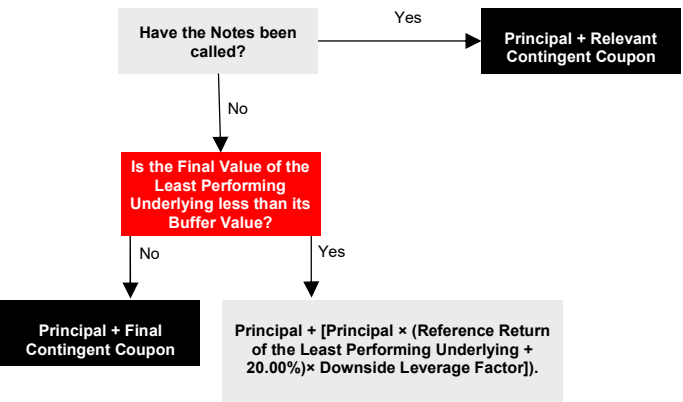 Have the Notes been
called?
Yes
Principal + Relevant
Contingent Coupon
No
Is the Final Value of the
Least Performing
Underlying less than its
Buffer Value?
No
Yes
Principal + Final
Contingent Coupon
Principal + [Principal × (Reference Return
of the Least Performing Underlying +
20.00%)× Downside Leverage Factor]).